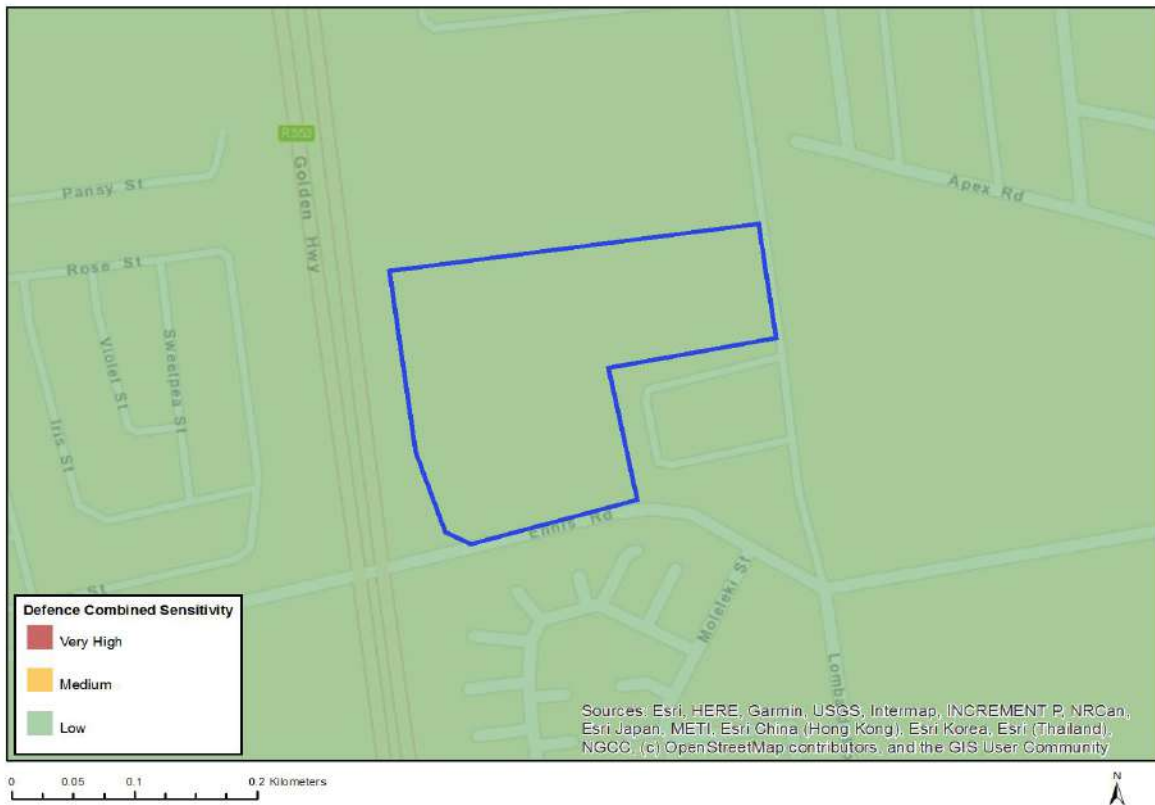 R553
Golden Hwy
Pansy St
Apex Rd
Rose St
Violet St
Sweetpea St
Iris St
Ennis Rd
St
Moleleki St
Defence Combined Sensitivity
Very High
Medium
Low
Sources: Esri, HERE, Garmin, USGS, Intermap, INCREMENT P, NRCan,
Esri Japan, METI, Esri China (Hong Kong), Esri Korea, Esri (Thailand),
NGCC, (c) OpenStreetMap contributors, and the GIS User Community
0 0.05 0.1 0.2 Kilometers
N